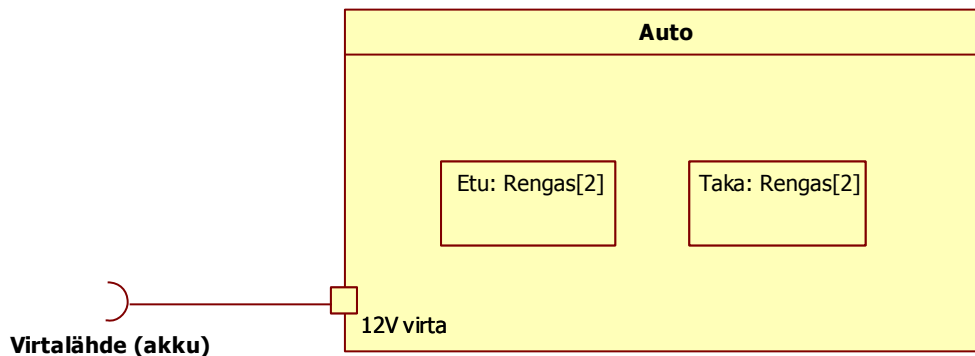 Auto
Etu: Rengas[2]
Taka: Rengas[2]
12V virta
Virtalähde (akku)